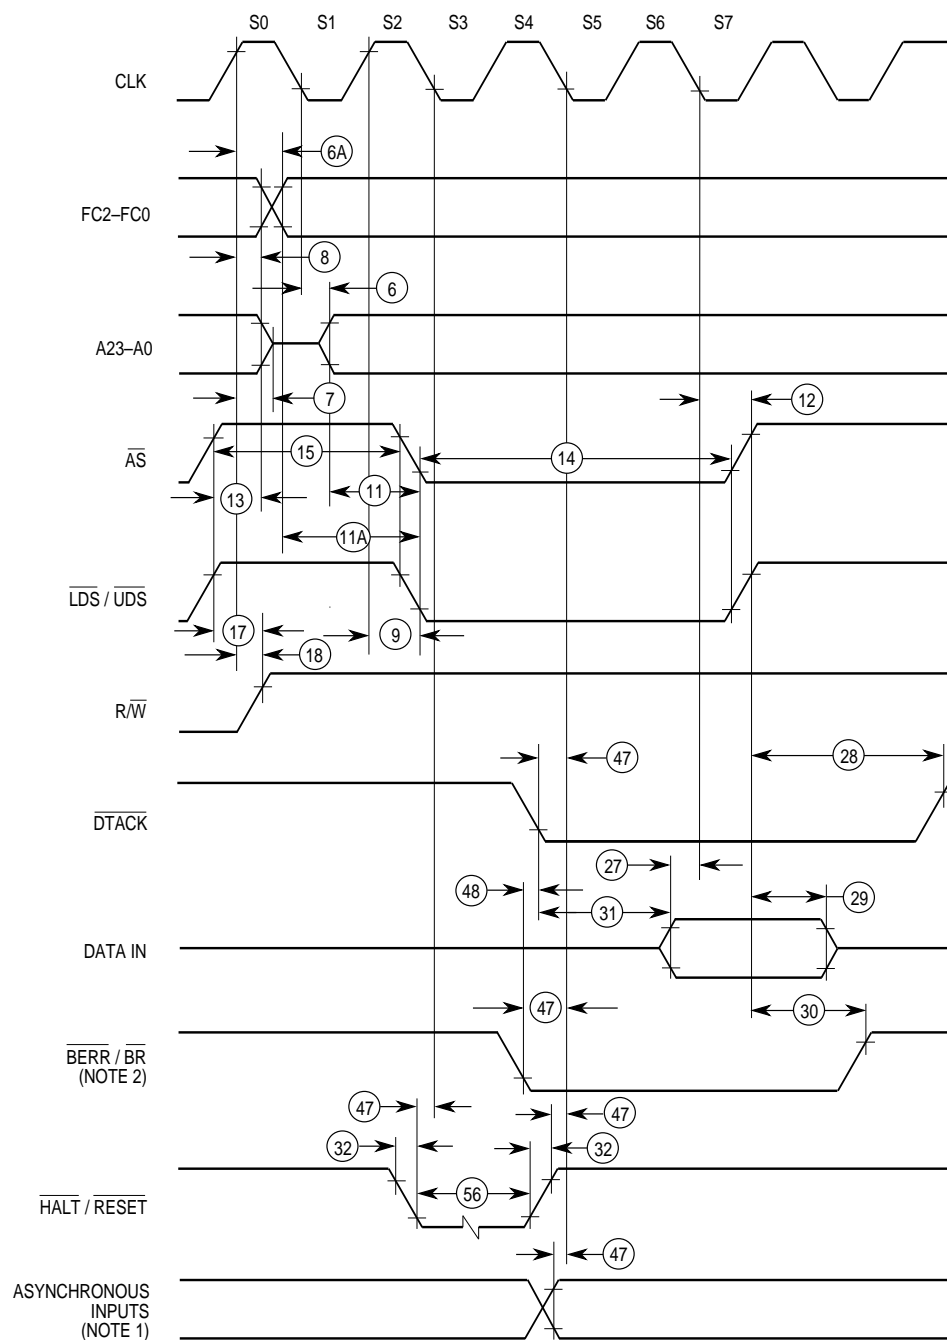 S0 S1 S2 S3 S4 S5 S6 S7
CLK
6A
FC2–FC0
8
6
A23–A0
7
12
15
14
AS
13
11
11A
LDS / UDS
17
9
18
R/W
47
28
DTACK
27
48
29
31
DATA IN
47
30
BERR / BR
(NOTE 2)
47
47
32
32
56
HALT / RESET
47
ASYNCHRONOUS
INPUTS
(NOTE 1)